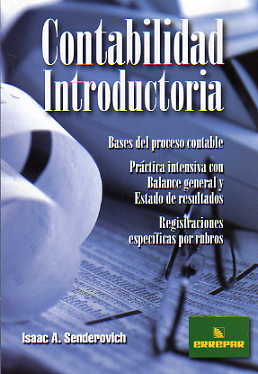 Contabilidad
Introductoria
Bases del proceso contable
Práctica intensiva con
Balance general y
Estado de resultados
Registraciones
específicas por rubros
Isaac A. Senderovich
ERREPAR